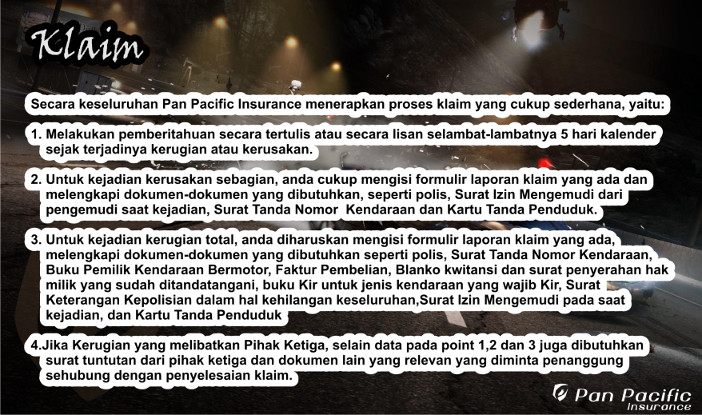 Klaim
Secara keseluruhan Pan Pacific Insurance menerapkan proses klaim yang cukup sederhana, yaitu:
1. Melakukan pemberitahuan secara tertulis atau secara lisan selambat-lambatnya 5 hari kalender
sejak terjadinya kerugian atau kerusakan.
2. Untuk kejadian kerusakan sebagian, anda cukup mengisi formulir laporan klaim yang ada dan
melengkapi dokumen-dokumen yang dibutuhkan, seperti polis, Surat Izin Mengemudi dari
pengemudi saat kejadian, Surat Tanda Nomor  Kendaraan dan Kartu Tanda Penduduk.
3. Untuk kejadian kerugian total, anda diharuskan mengisi formulir laporan klaim yang ada,
melengkapi dokumen-dokumen yang dibutuhkan seperti polis, Surat Tanda Nomor Kendaraan,
Buku Pemilik Kendaraan Bermotor, Faktur Pembelian, Blanko kwitansi dan surat penyerahan hak
milik yang sudah ditandatangani, buku Kir untuk jenis kendaraan yang wajib Kir, Surat
Keterangan Kepolisian dalam hal kehilangan keseluruhan,Surat Izin Mengemudi pada saat
kejadian, dan Kartu Tanda Penduduk
4.Jika Kerugian yang melibatkan Pihak Ketiga, selain data pada point 1,2 dan 3 juga dibutuhkan
surat tuntutan dari pihak ketiga dan dokumen lain yang relevan yang diminta penanggung
sehubung dengan penyelesaian klaim.
Pan Pacific
Insurance